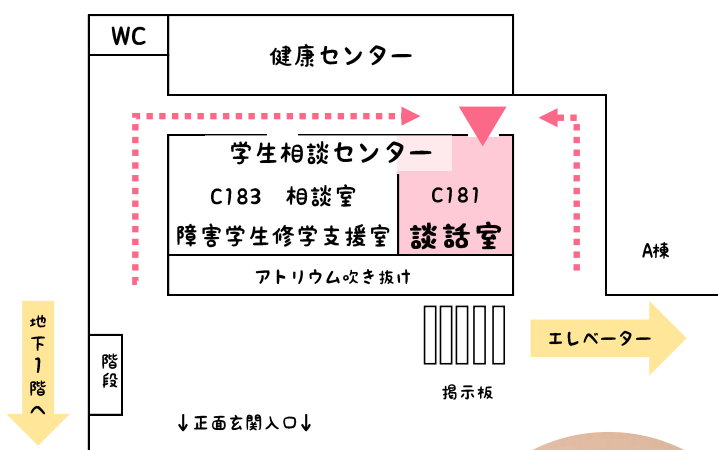 WC
健康センター
学生相談センター
C183 相談室
C181
障害学生修学支援室
談話室
A棟
アトリウム吹き抜け
地下1階へ
エレベーター
階段
掲示板
↓正面玄関入口↓